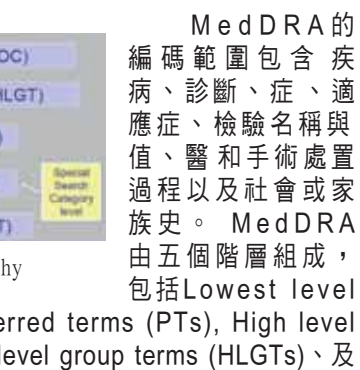 OC)
HLGT)
)
T)
Special
Search
Category
level
hy
MedDRA的
編碼範圍包含 疾
病、診斷、症 、適
應症、檢驗名稱與
值、醫 和手術處置
過程以及社會或家
族史。 MedDRA
由五個階層組成，
包括Lowest level
erred terms (PTs), High level
level group terms (HLGTs)、及